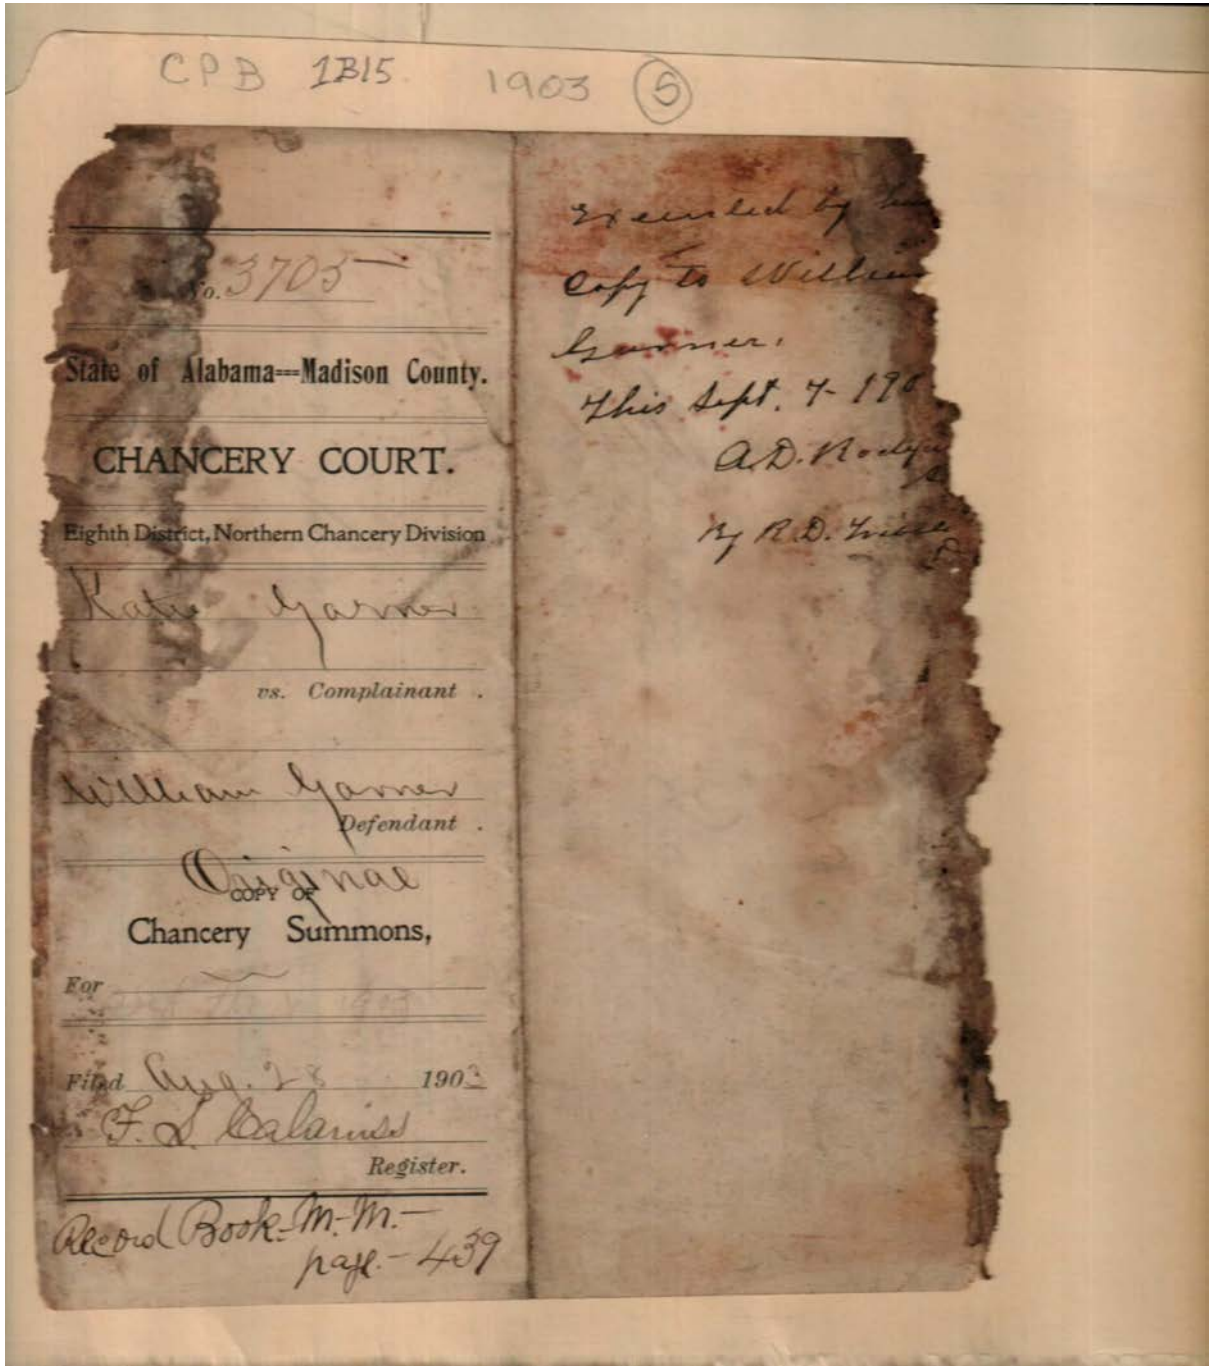 CPB 1B15. 1903 5
No. 3705
State of Alabama==Madison County.
CHANCERY COURT.
Eighth District, Northern Chancery Division
Katie Garner
vs. Complainant .
William Garner
Defendant .
Original
COPY OF
Chancery Summons,
For
Filed Aug. 28 1903
F. S.
Register.
Record Book-M.M.-
page.- 439
Executed by
Copy to William
Garner.
This Sept. 7- 190
A.D.
By R.D.